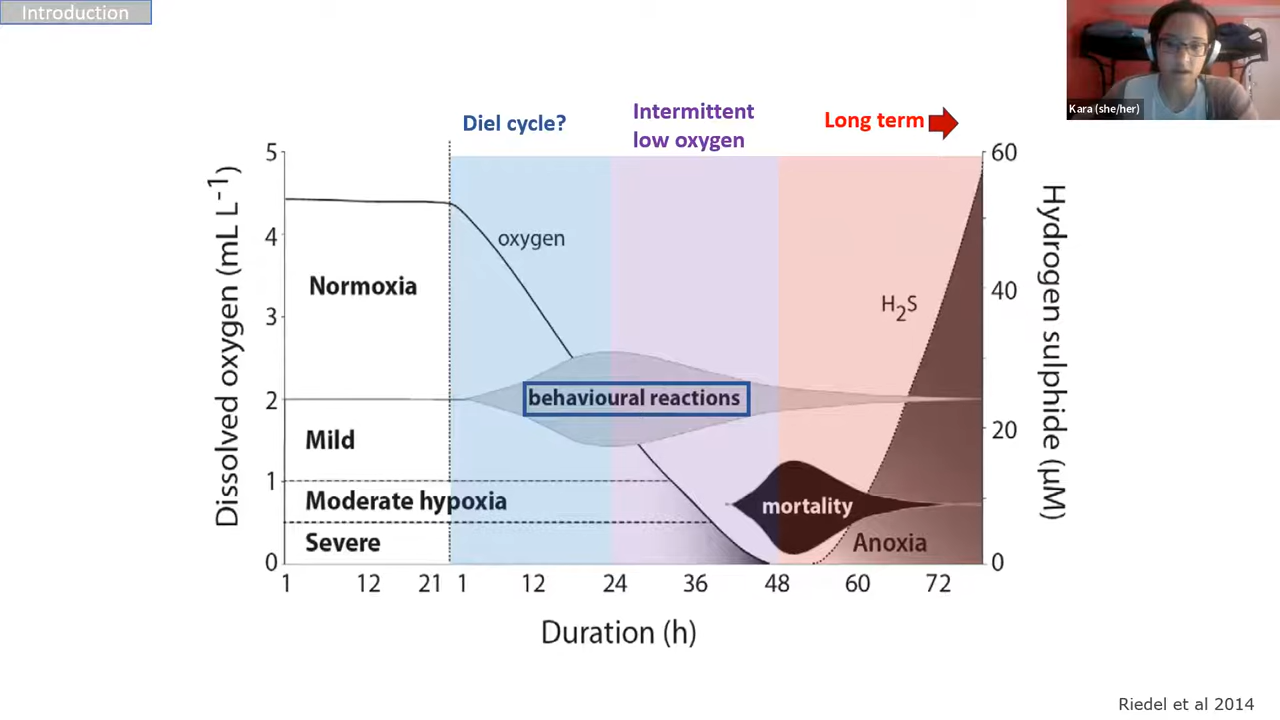 Introduction
Kara (she/her)
Diel cycle?
Intermittent
low oxygen
Long term
5
4
3
2
1
0
Dissolved oxygen (mL L-1)
60
40
20
0
Hydrogen sulphide (µM)
oxygen
Normoxia
H2S
behavioural reactions
Mild
Moderate hypoxia
mortality
Severe
Anoxia
1 12 21 1 12 24 36 48 60 72
Duration (h)
Riedel et al 2014